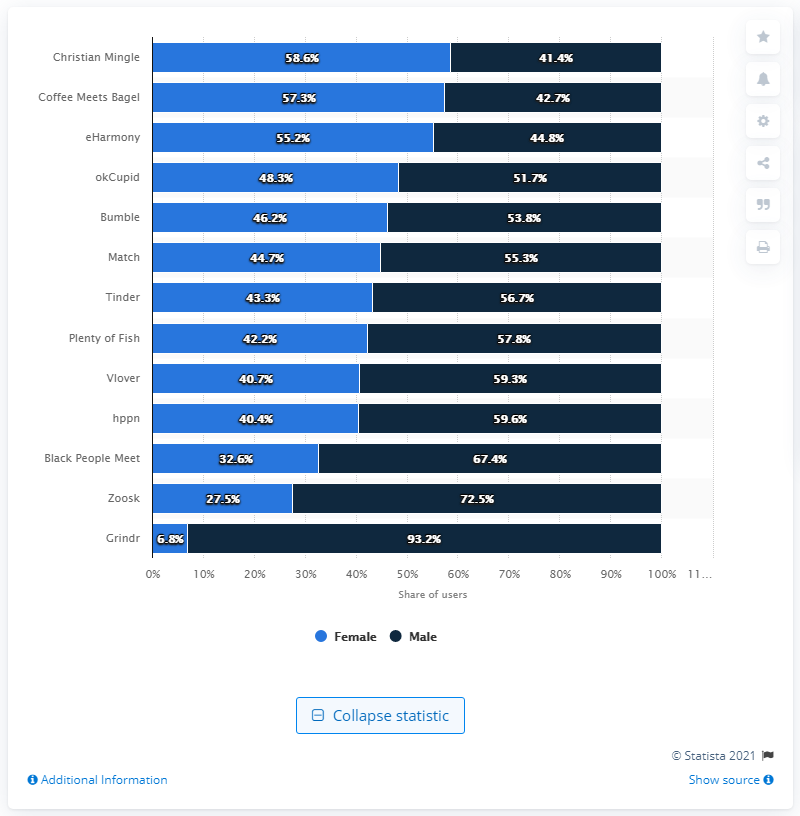 Christian Mingle 58.6% 41.4%
Coffee Meets Bagel 57.3% 42.7%
eHarmony 55.2% 44.8%
okCupid 48.3% 51.7%
Bumble 46.2% 53.8%
Match 44.7% 55.3%
Tinder 43.3% 56.7%
Plenty of Fish 42.2% 57.8%
Vlover 40.7% 59.3%
hppn 40.4% 59.6%
Black People Meet 32.6% 67.4%
Zoosk 27.5% 72.5%
Grindr 6.8% 93.2%
0% 10% 20% 30% 40% 50% 60% 70% 80% 90% 100% 11...
Share of users
Female Male
Collapse statistic
© Statista 2021
Additional Information Show source